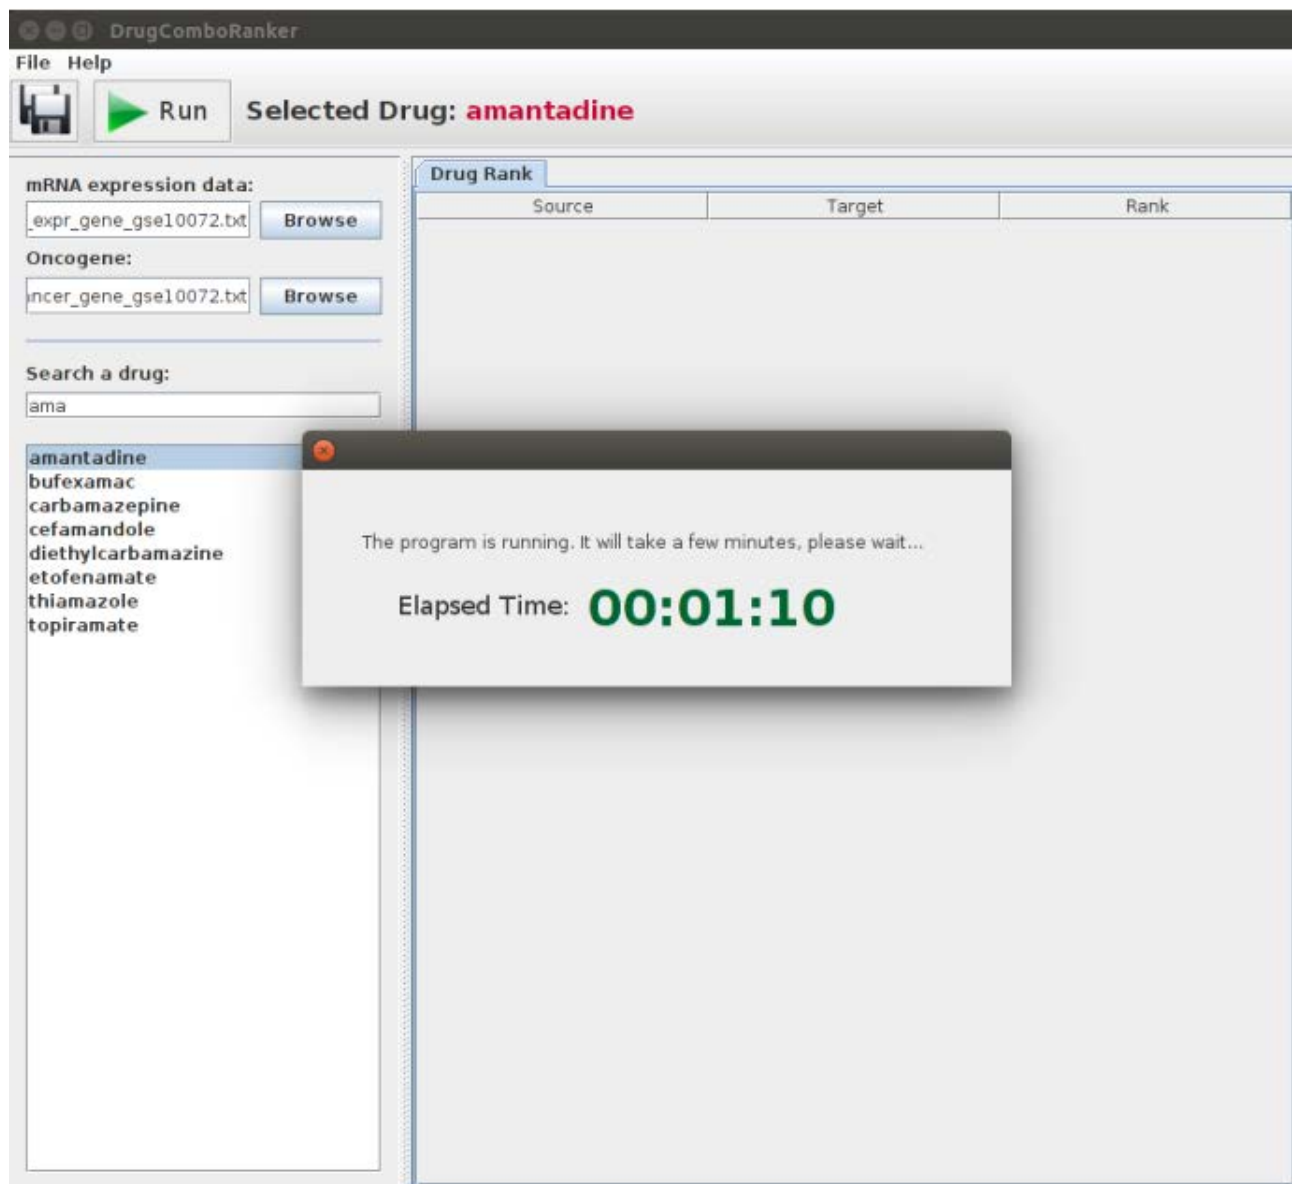 DrugComboRanker
File Help
Run Selected Drug: amantadine
mRNA expression data:
_expr_gene_gse10072.txt Browse
Oncogene:
ncer_gene_gse10072.txt Browse
Search a drug:
ama
amantadine
bufexamac
carbamazepine
cefamandole
diethylcarbamazine
etofenamate
thiamazole
topiramate
Drug Rank
Source Target Rank
The program is running. It will take a few minutes, please wait...
Elapsed Time: 00:01:10